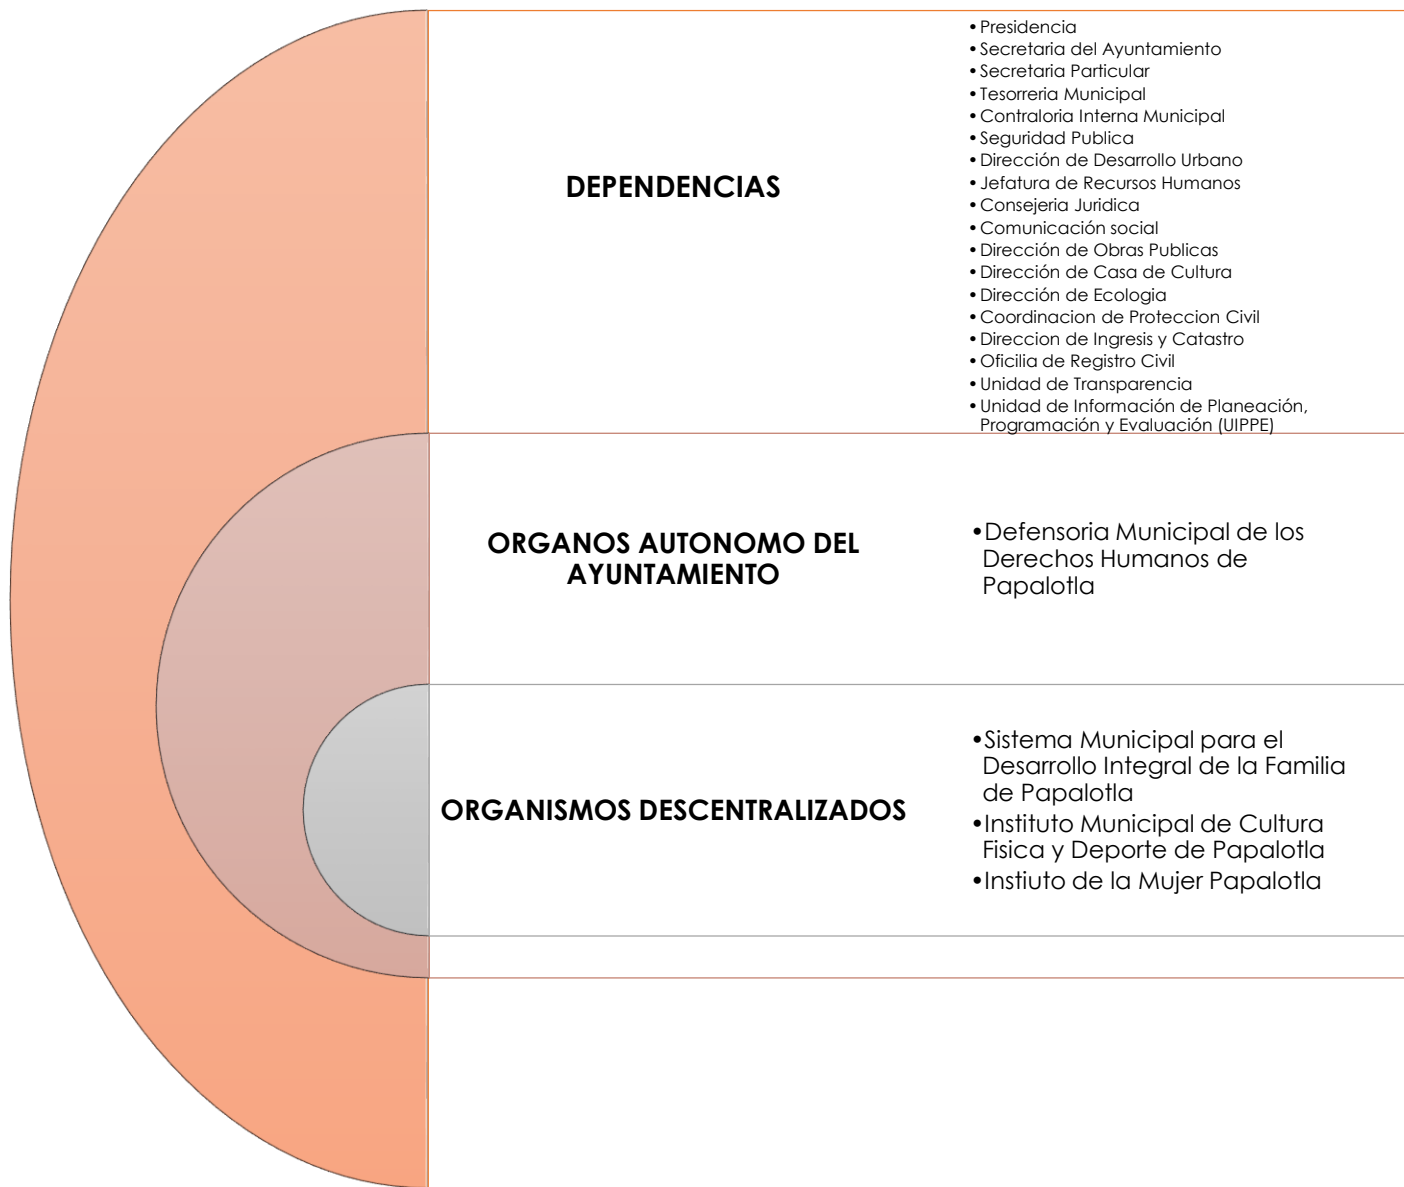 DEPENDENCIAS
•Presidencia
•Secretaria del Ayuntamiento
•Secretaria Particular
•Tesorreria Municipal
•Contraloria Interna Municipal
•Seguridad Publica
•Dirección de Desarrollo Urbano
•Jefatura de Recursos Humanos
•Consejeria Juridica
•Comunicación social
•Dirección de Obras Publicas
•Dirección de Casa de Cultura
•Dirección de Ecologia
•Coordinacion de Proteccion Civil
•Direccion de Ingresis y Catastro
•Oficilia de Registro Civil
•Unidad de Transparencia
•Unidad de Información de Planeación,
Programación y Evaluación (UIPPE)
ORGANOS AUTONOMO DEL
AYUNTAMIENTO
•Defensoria Municipal de los
Derechos Humanos de
Papalotla
ORGANISMOS DESCENTRALIZADOS
•Sistema Municipal para el
Desarrollo Integral de la Familia
de Papalotla
•Instituto Municipal de Cultura
Fisica y Deporte de Papalotla
•Instiuto de la Mujer Papalotla